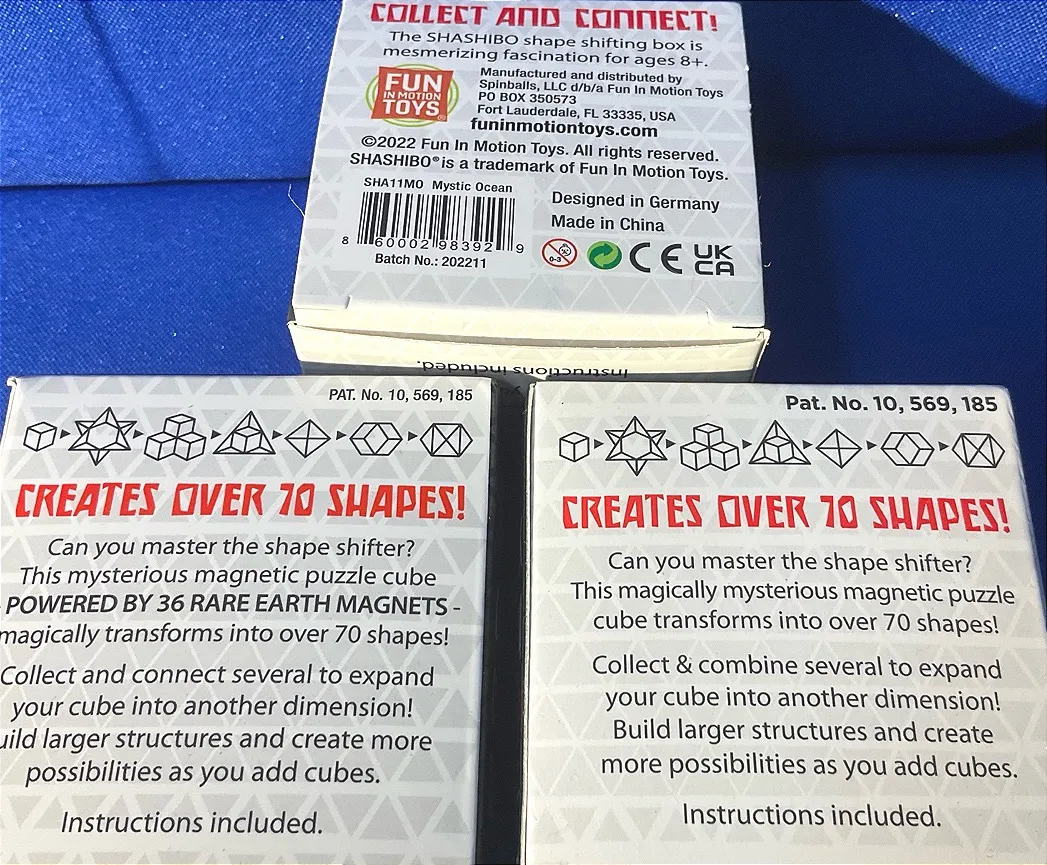 COLLECT AND CONNECT!
The SHASHIBO shape shifting box is
mesmerizing fascination for ages 8+.
FUN
IN MOTION
TOYS®
Manufactured and distributed by
Spinballs, LLC d/b/a Fun In Motion Toys
PO BOX 350573
Fort Lauderdale, FL 33335, USA
funinmotiontoys.com
©2022 Fun In Motion Toys. All rights reserved.
SHASHIBO® is a trademark of Fun In Motion Toys.
SHA11MO Mystic Ocean
8 60002 98392 9
Batch No.: 202211
Designed in Germany
Made in China
0-3
CE
UK
CA
Instructions included.
PAT. No. 10, 569, 185
CREATES OVER 70 SHAPES!
Can you master the shape shifter?
This mysterious magnetic puzzle cube
POWERED BY 36 RARE EARTH MAGNETS -
magically transforms into over 70 shapes!
Collect and connect several to expand
your cube into another dimension!
uild larger structures and create more
possibilities as you add cubes.
Instructions included.
Pat. No. 10, 569, 185
CREATES OVER 70 SHAPES!
Can you master the shape shifter?
This magically mysterious magnetic puzzle
cube transforms into over 70 shapes!
Collect & combine several to expand
your cube into another dimension!
Build larger structures and create
more possibilities as you add cubes.
Instructions included.